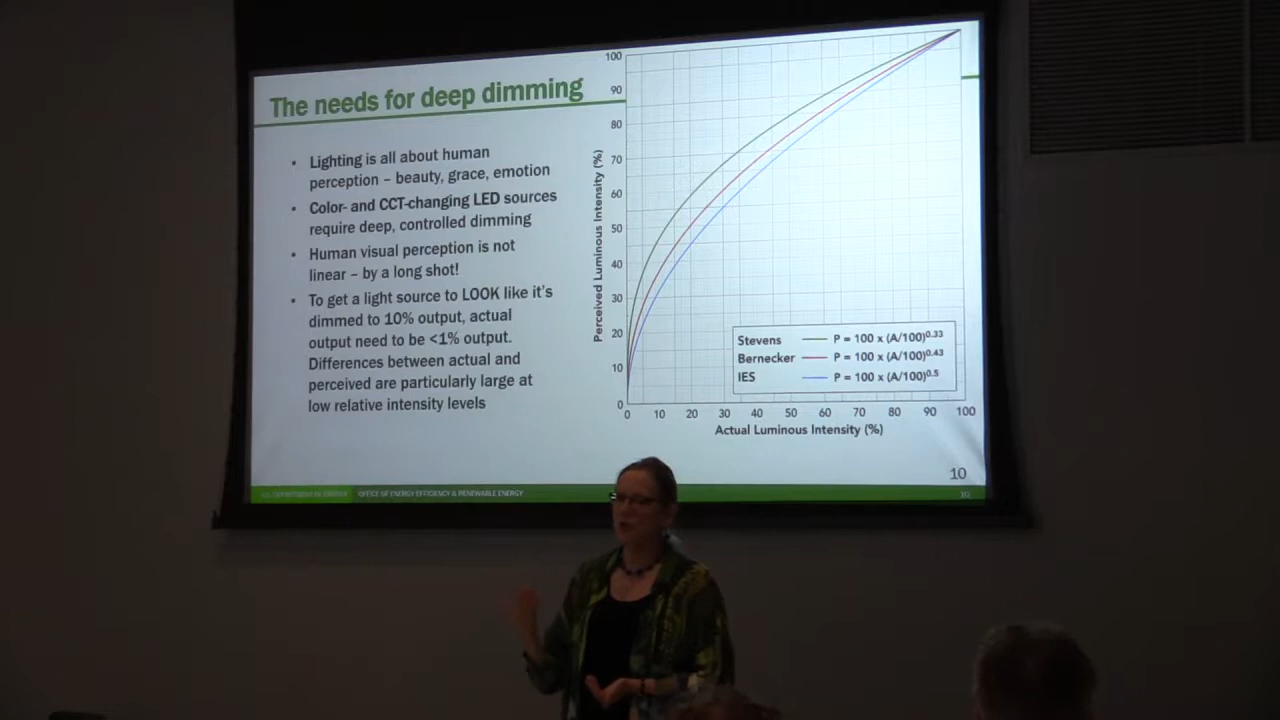 The needs for deep dimming
• Lighting is all about human
perception – beauty, grace, emotion
• Color- and CCT-changing LED sources
require deep, controlled dimming
• Human visual perception is not
linear – by a long shot!
• To get a light source to LOOK like it's
dimmed to 10% output, actual
output need to be <1% output.
Differences between actual and
perceived are particularly large at
low relative intensity levels
Perceived Luminous Intensity (%)
100
90
80
70
60
50
40
30
20
10
0
0 10 20 30 40 50 60 70 80 90 100
Actual Luminous Intensity (%)
Stevens P = 100 x (A/100)^0.33
Bernecker P = 100 x (A/100)^0.43
IES P = 100 x (A/100)^0.5
10
U.S. DEPARTMENT OF ENERGY OFFICE OF ENERGY EFFICIENCY & RENEWABLE ENERGY
10